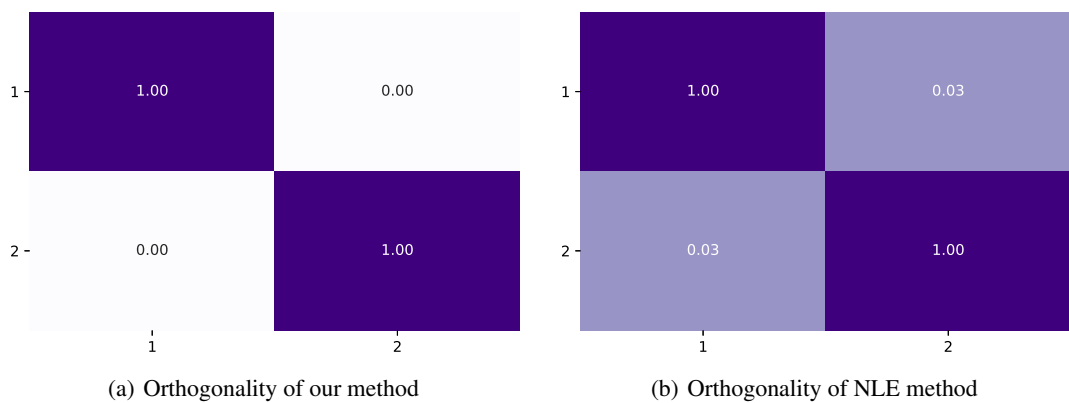 1 1.00 0.00
2 0.00 1.00
1 2
(a) Orthogonality of our method
1 1.00 0.03
2 0.03 1.00
1 2
(b) Orthogonality of NLE method